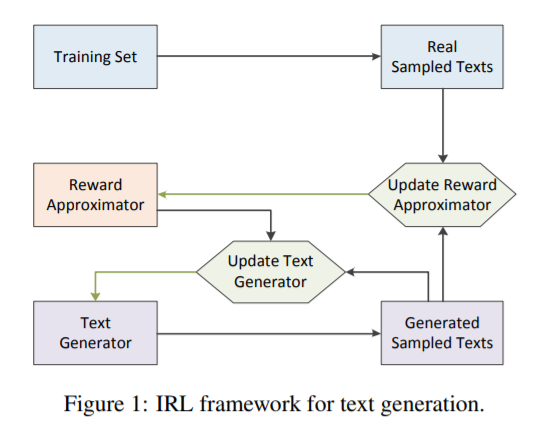 Training Set
Real
Sampled Texts
Reward
Approximator
Update Reward
Approximator
Update Text
Generator
Text
Generator
Generated
Sampled Texts
Figure 1: IRL framework for text generation.